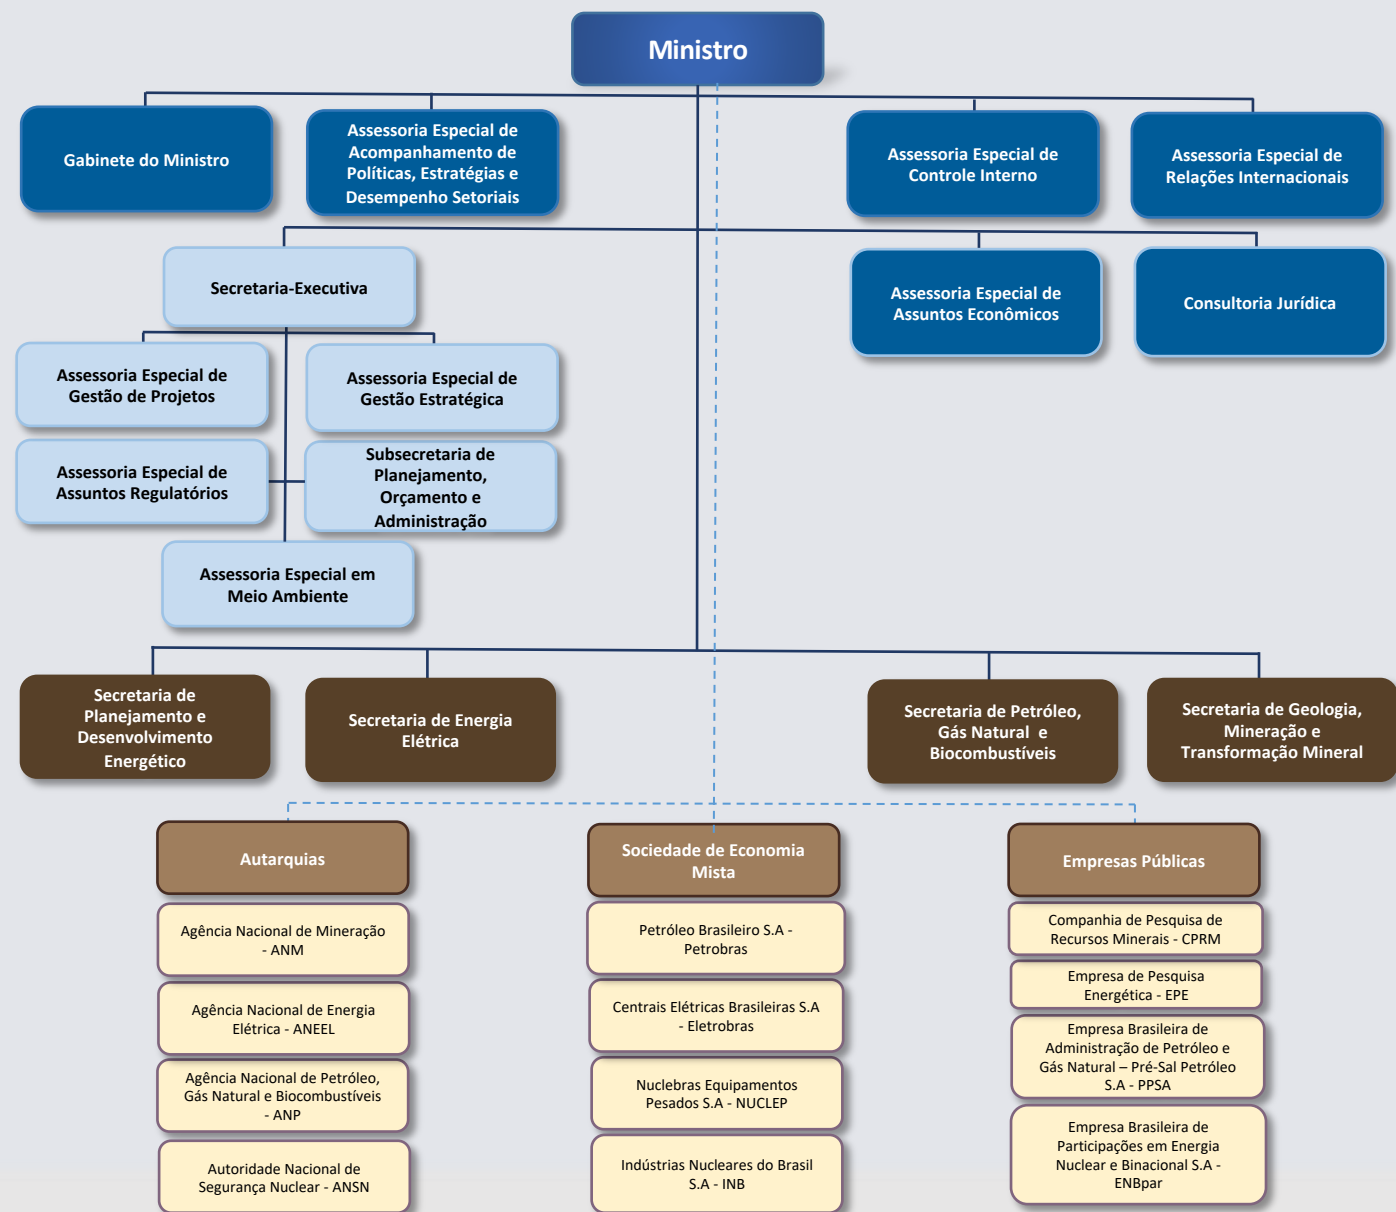 Ministro
Gabinete do Ministro
Assessoria Especial de
Acompanhamento de
Políticas, Estratégias e
Desempenho Setoriais
Assessoria Especial de
Controle Interno
Assessoria Especial de
Relações Internacionais
Secretaria-Executiva
Assessoria Especial de
Assuntos Econômicos
Consultoria Jurídica
Assessoria Especial de
Gestão de Projetos
Assessoria Especial de
Gestão Estratégica
Assessoria Especial de
Assuntos Regulatórios
Subsecretaria de
Planejamento,
Orçamento e
Administração
Assessoria Especial em
Meio Ambiente
Secretaria de
Planejamento e
Desenvolvimento
Energético
Secretaria de Energia
Elétrica
Secretaria de Petróleo,
Gás Natural e
Biocombustíveis
Secretaria de Geologia,
Mineração e
Transformação Mineral
Autarquias
Agência Nacional de Mineração
- ANM
Agência Nacional de Energia
Elétrica - ANEEL
Agência Nacional de Petróleo,
Gás Natural e Biocombustíveis
- ANP
Autoridade Nacional de
Segurança Nuclear - ANSN
Sociedade de Economia
Mista
Petróleo Brasileiro S.A -
Petrobras
Centrais Elétricas Brasileiras S.A
- Eletrobras
Nuclebras Equipamentos
Pesados S.A - NUCLEP
Indústrias Nucleares do Brasil
S.A - INB
Empresas Públicas
Companhia de Pesquisa de
Recursos Minerais - CPRM
Empresa de Pesquisa
Energética - EPE
Empresa Brasileira de
Administração de Petróleo e
Gás Natural – Pré-Sal Petróleo
S.A - PPSA
Empresa Brasileira de
Participações em Energia
Nuclear e Binacional S.A -
ENBpar